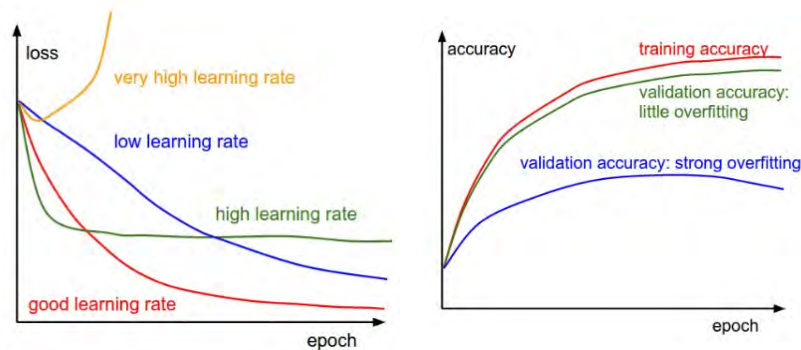 loss
very high learning rate
low learning rate
high learning rate
good learning rate
epoch
accuracy
training accuracy
validation accuracy:
little overfitting
validation accuracy: strong overfitting
epoch